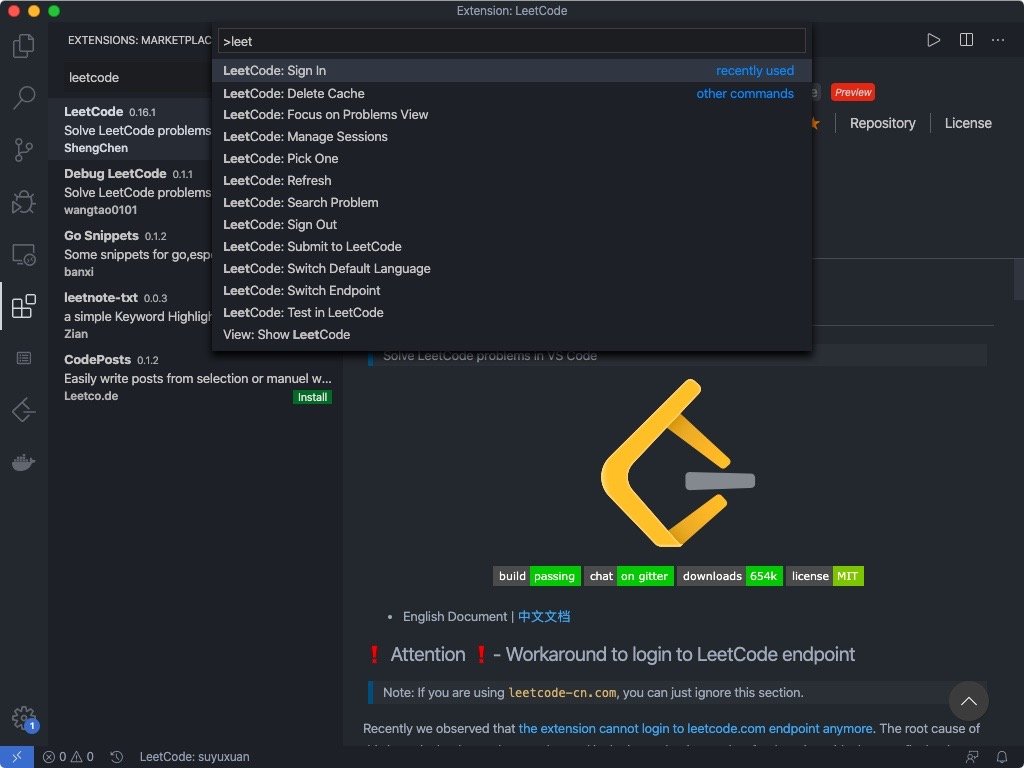 Extension: LeetCode
EXTENSIONS: MARKETPLAC
>leet
leetcode
LeetCode: Sign In recently used
LeetCode: Delete Cache other commands
LeetCode: Focus on Problems View
LeetCode: Manage Sessions
LeetCode: Pick One
LeetCode: Refresh
LeetCode: Search Problem
LeetCode: Sign Out
LeetCode: Submit to LeetCode
LeetCode: Switch Default Language
LeetCode: Switch Endpoint
LeetCode: Test in LeetCode
View: Show LeetCode
Preview
Repository License
LeetCode 0.16.1
Solve LeetCode problems
ShengChen
Debug LeetCode 0.1.1
Solve LeetCode problems
wangtao0101
Go Snippets 0.1.2
Some snippets for go,espe
banxi
leetnote-txt 0.0.3
a simple Keyword Highligh
Zian
CodePosts 0.1.2
Easily write posts from selection or manuel w...
Leetco.de Install
Solve LeetCode problems in VS Code
build passing chat on gitter downloads 654k license MIT
• English Document | 中文文档
❗ Attention ❗ - Workaround to login to LeetCode endpoint
Note: If you are using leetcode-cn.com, you can just ignore this section.
Recently we observed that the extension cannot login to leetcode.com endpoint anymore. The root cause of
1
0 0 LeetCode: suyuxuan